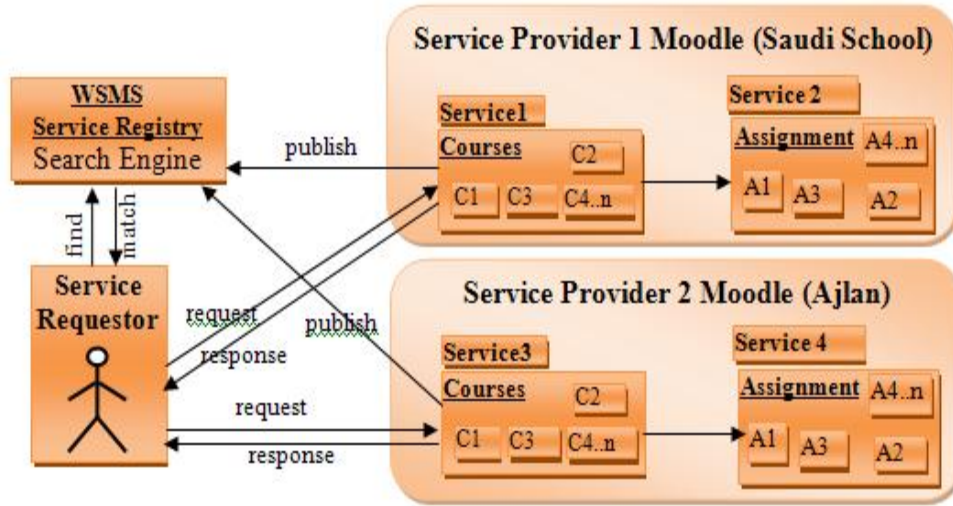 WSMS
Service Registry
Search Engine
find
match
Service
Requestor
publish
request
response
publish
request
response
Service Provider 1 Moodle (Saudi School)
Service1
Courses
C2
C1
C3
C4..n
Service 2
Assignment
A4..n
A1
A3
A2
Service Provider 2 Moodle (Ajlan)
Service3
Courses
C2
C1
C3
C4..n
Service 4
Assignment
A4..n
A1
A3
A2